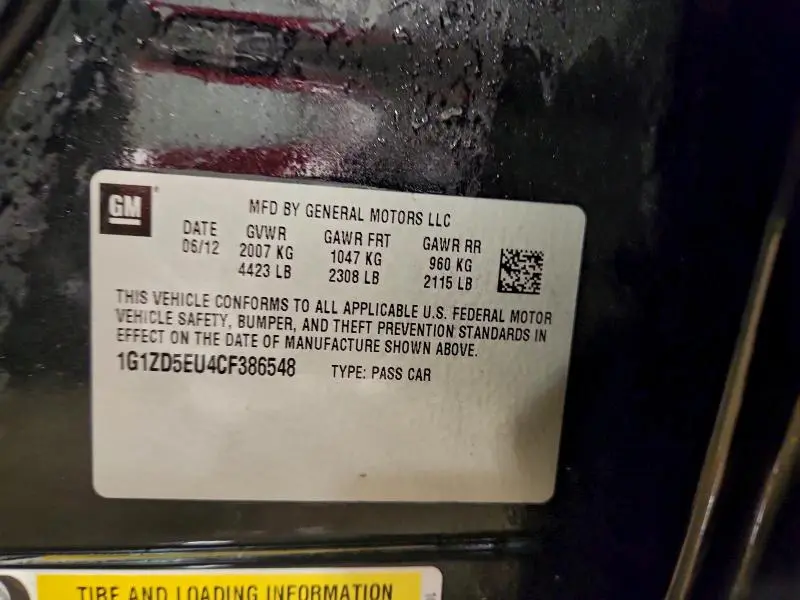 GM
MFD BY GENERAL MOTORS LLC
DATE GVWR GAWR FRT GAWR RR
06/12 2007 KG 1047 KG 960 KG
4423 LB 2308 LB 2115 LB
THIS VEHICLE CONFORMS TO ALL APPLICABLE U.S. FEDERAL MOTOR
VEHICLE SAFETY, BUMPER, AND THEFT PREVENTION STANDARDS IN
EFFECT ON THE DATE OF MANUFACTURE SHOWN ABOVE.
1G1ZD5EU4CF386548 TYPE: PASS CAR
TIRE AND LOADING INFORMATION